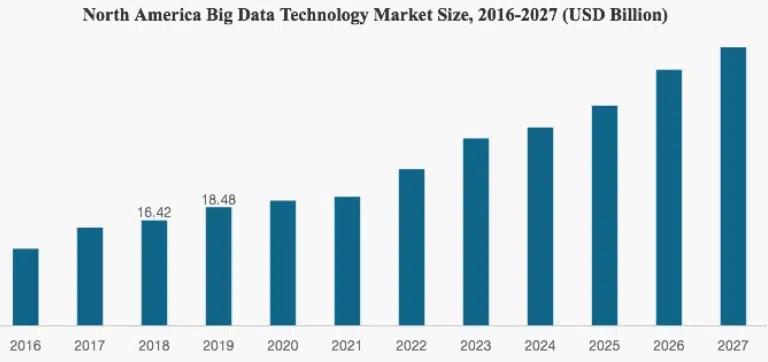 North America Big Data Technology Market Size, 2016-2027 (USD Billion)
16.42 18.48
2016 2017 2018 2019 2020 2021 2022 2023 2024 2025 2026 2027